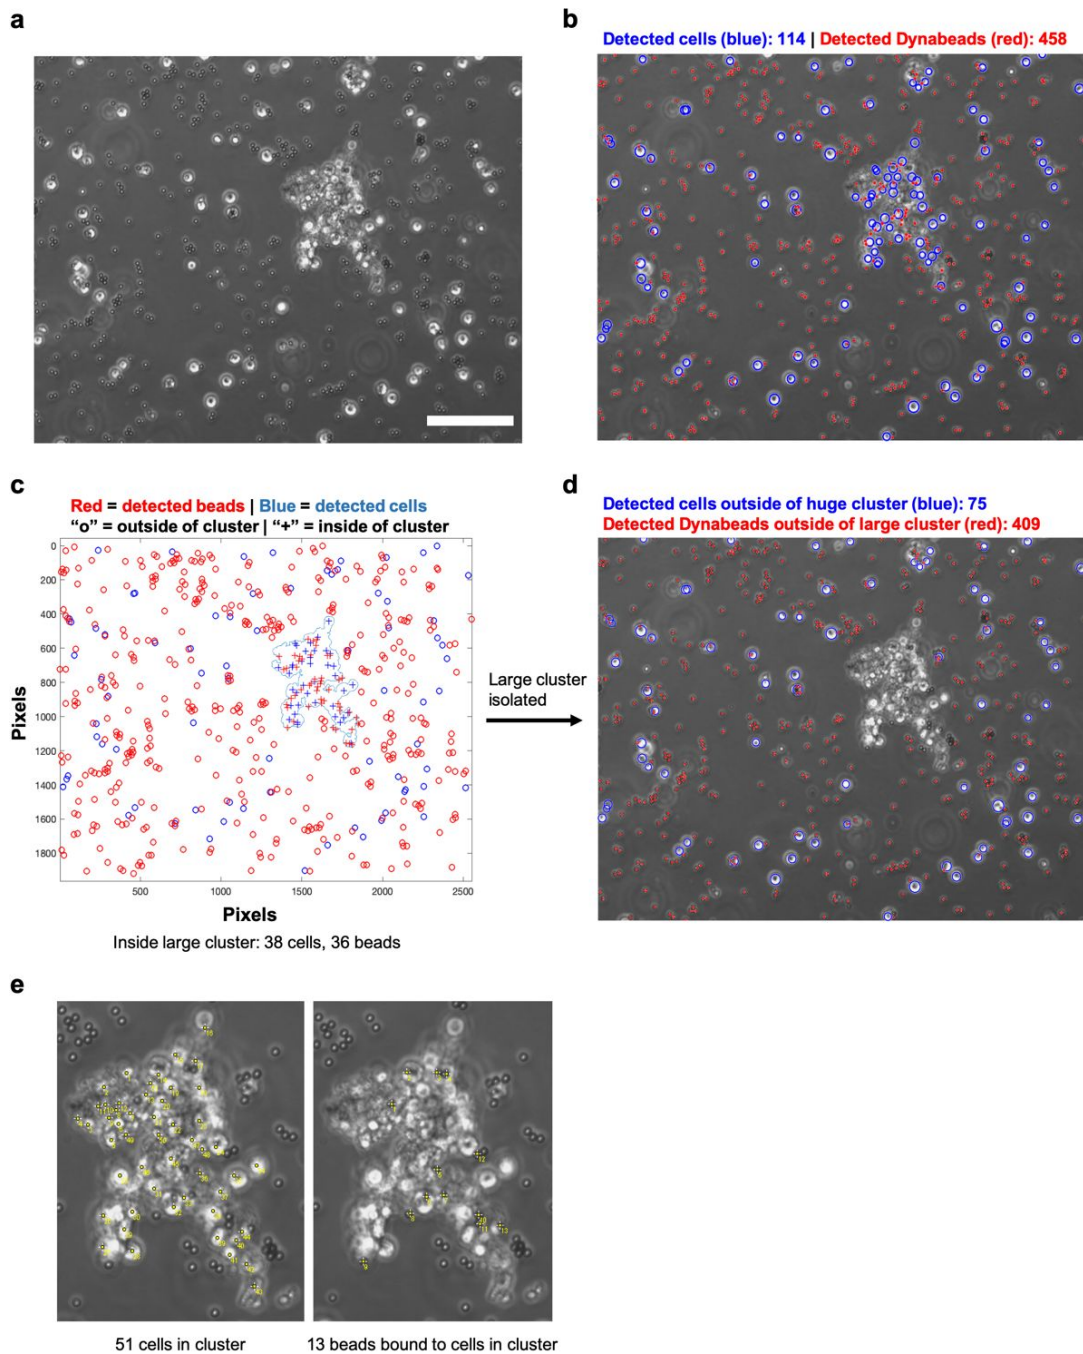 a
b
Detected cells (blue): 114 | Detected Dynabeads (red): 458
c
Red = detected beads | Blue = detected cells
“o” = outside of cluster | “+” = inside of cluster
0
200
400
600
800
1000
1200
1400
1600
1800
Pixels
500
1000
1500
2000
2500
Pixels
Inside large cluster: 38 cells, 36 beads
Large cluster
isolated
d
Detected cells outside of huge cluster (blue): 75
Detected Dynabeads outside of large cluster (red): 409
e
51 cells in cluster
13 beads bound to cells in cluster